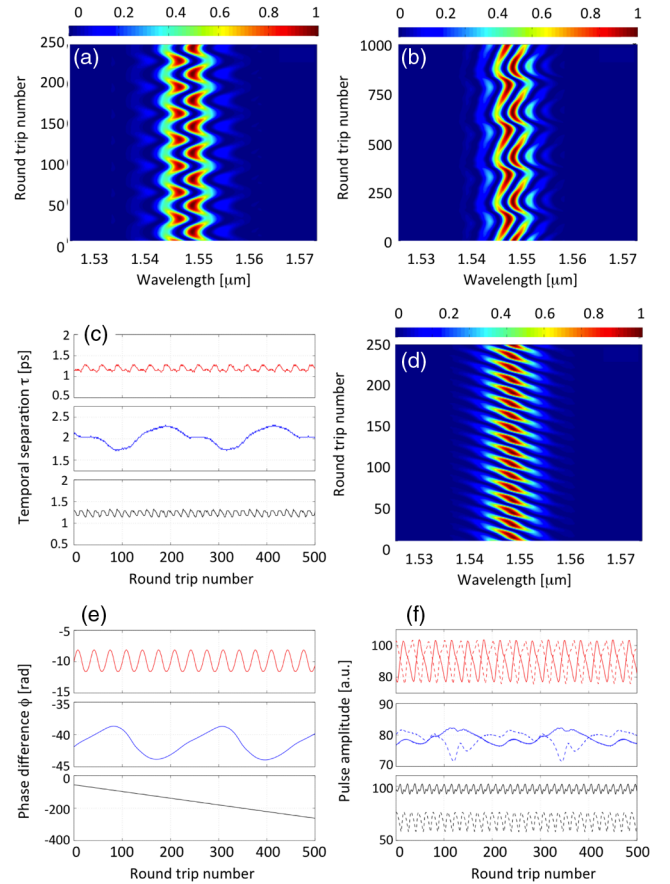 0 0.2 0.4 0.6 0.8 1
(a)
Round trip number
250
200
150
100
50
0
1.53 1.54 1.55 1.56 1.57
Wavelength [μm]
0 0.2 0.4 0.6 0.8 1
(b)
Round trip number
1000
750
500
250
0
1.53 1.54 1.55 1.56 1.57
Wavelength [μm]
(c)
Temporal separation τ [ps]
2
1.5
1
0.5
2.5
2
1.5
2
1.5
1
0.5
0 100 200 300 400 500
Round trip number
0 0.2 0.4 0.6 0.8 1
(d)
Round trip number
250
200
150
100
50
0
1.53 1.54 1.55 1.56 1.57
Wavelength [μm]
(e)
Phase difference ϕ [rad]
-5
-10
-15
-35
-40
-45
0
-200
-400
0 100 200 300 400 500
Round trip number
(f)
Pulse amplitude [a.u.]
100
80
90
80
70
100
50
0 100 200 300 400 500
Round trip number